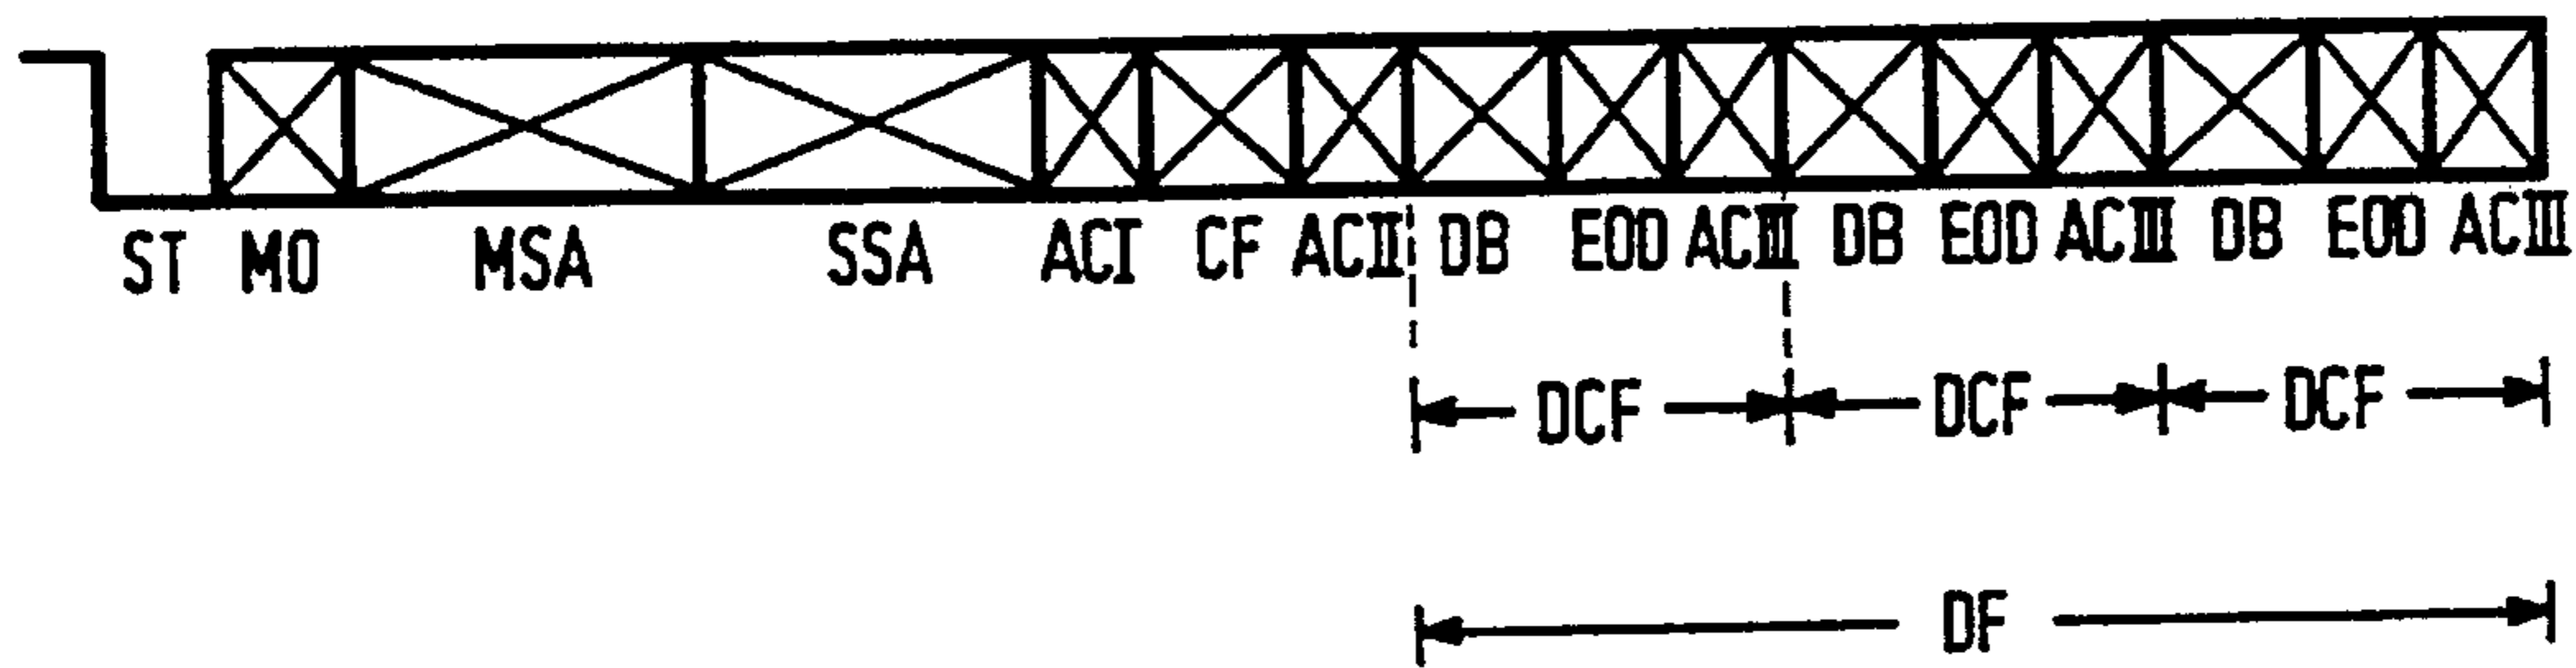 ST MO MSA SSA ACI CF ACII DB EOD ACIII DB EOD ACIII DB EOD ACIII
DCF DCF DCF
DF